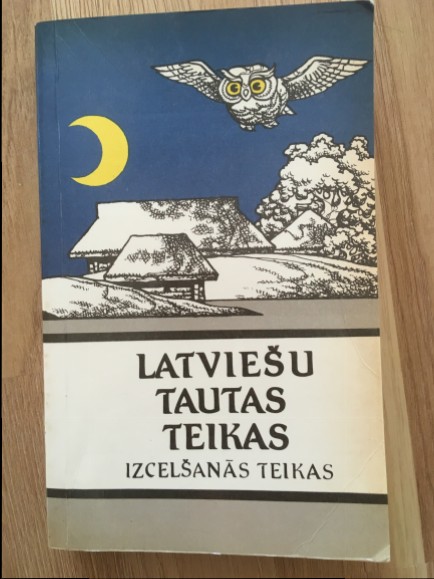 LATVIEŠU
TAUTAS
TEIKAS
IZCELŠANĀS TEIKAS